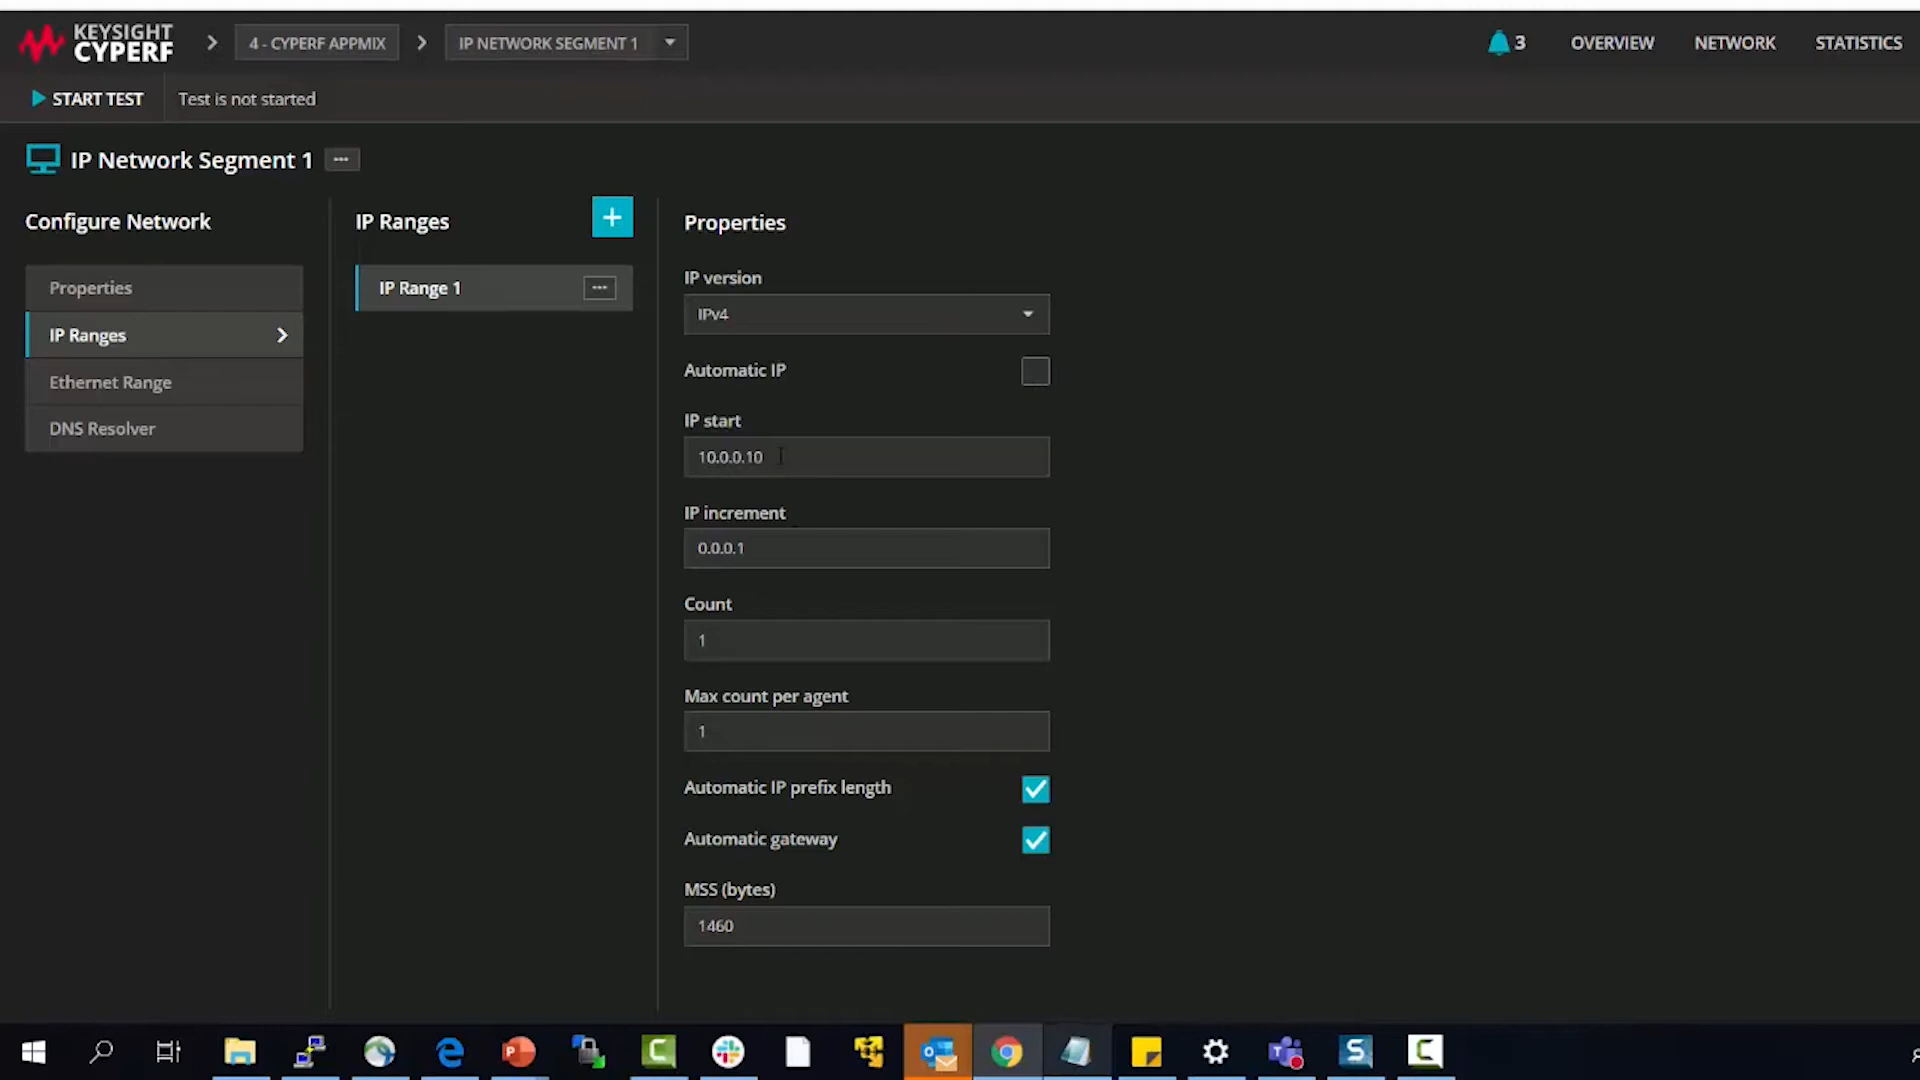 KEYSIGHT
CYPERF
4 - CYPERF APPMIX
IP NETWORK SEGMENT 1
3
OVERVIEW
NETWORK
STATISTICS
START TEST
Test is not started
IP Network Segment 1
Configure Network
Properties
IP Ranges
Ethernet Range
DNS Resolver
IP Ranges
+
IP Range 1
Properties
IP version
IPv4
Automatic IP
IP start
10.0.0.10
IP increment
0.0.0.1
Count
1
Max count per agent
1
Automatic IP prefix length
Automatic gateway
MSS (bytes)
1460